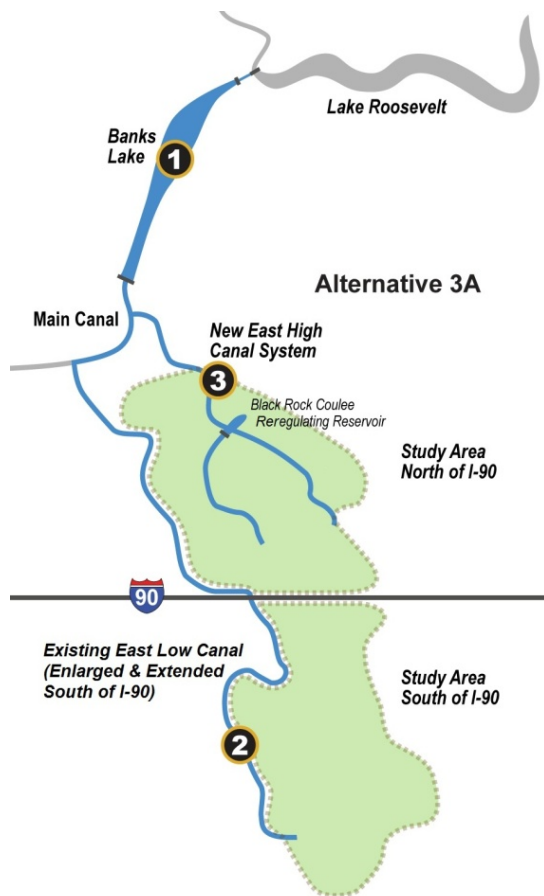 Lake Roosevelt
Banks
Lake
1
Alternative 3A
Main Canal
New East High
Canal System
3
Black Rock Coulee
Reregulating Reservoir
Study Area
North of I-90
90
Existing East Low Canal
(Enlarged & Extended
South of I-90)
Study Area
South of I-90
2